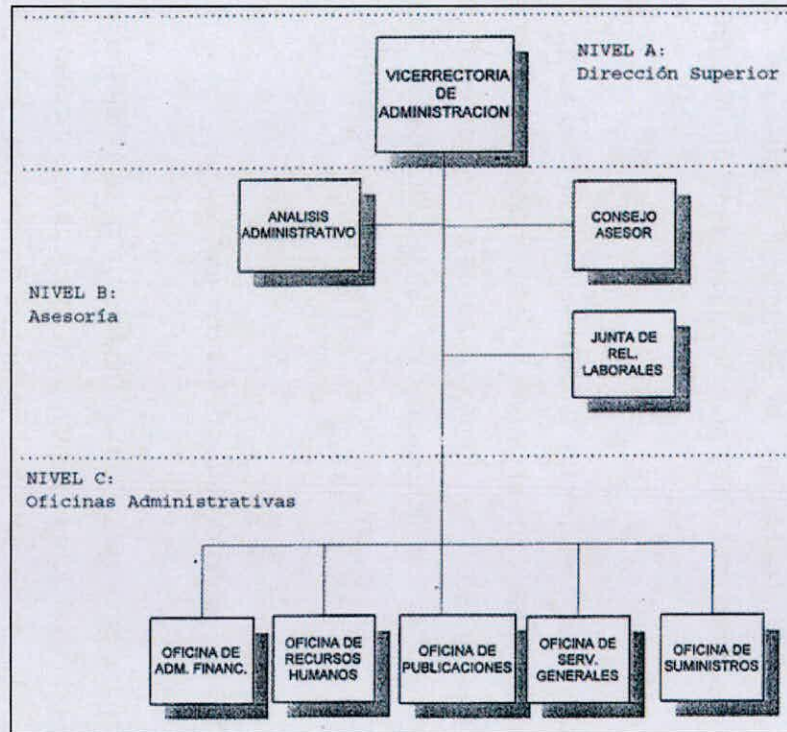 VICERRECTORIA
DE
ADMINISTRACION
NIVEL A:
Dirección Superior
ANALISIS
ADMINISTRATIVO
CONSEJO
ASESOR
NIVEL B:
Asesoría
JUNTA DE
REL.
LABORALES
NIVEL C:
Oficinas Administrativas
OFICINA DE
ADM. FINANC.
OFICINA DE
RECURSOS
HUMANOS
OFICINA DE
PUBLICACIONES
OFICINA DE
SERV.
GENERALES
OFICINA DE
SUMINISTROS